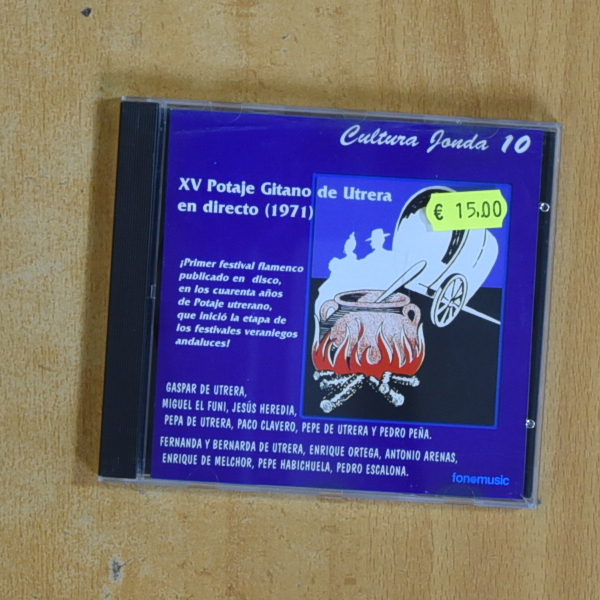 Cultura Jonda 10
XV Potaje Gitano de Utrera
en directo (1971)
€ 15,00
¡Primer festival flamenco
publicado en disco,
en los cuarenta años
de Potaje utrerano,
que inició la etapa de
los festivales veraniegos
andaluces!
GASPAR DE UTRERA,
MIGUEL EL FUNI, JESÚS HEREDIA,
PEPA DE UTRERA, PACO CLAVERO, PEPE DE UTRERA Y PEDRO PEÑA.
FERNANDA Y BERNARDA DE UTRERA, ENRIQUE ORTEGA, ANTONIO ARENAS,
ENRIQUE DE MELCHOR, PEPE HABICHUELA, PEDRO ESCALONA.
fonomusic